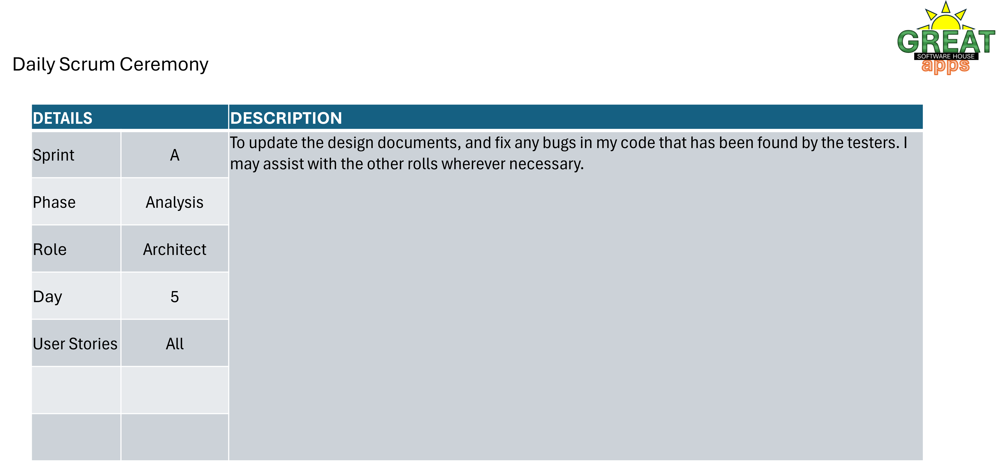 GREAT
SOFTWARE HOUSE
apps
Daily Scrum Ceremony
DETAILS
DESCRIPTION
Sprint
A
To update the design documents, and fix any bugs in my code that has been found by the testers. I
may assist with the other rolls wherever necessary.
Phase
Analysis
Role
Architect
Day
5
User Stories
All